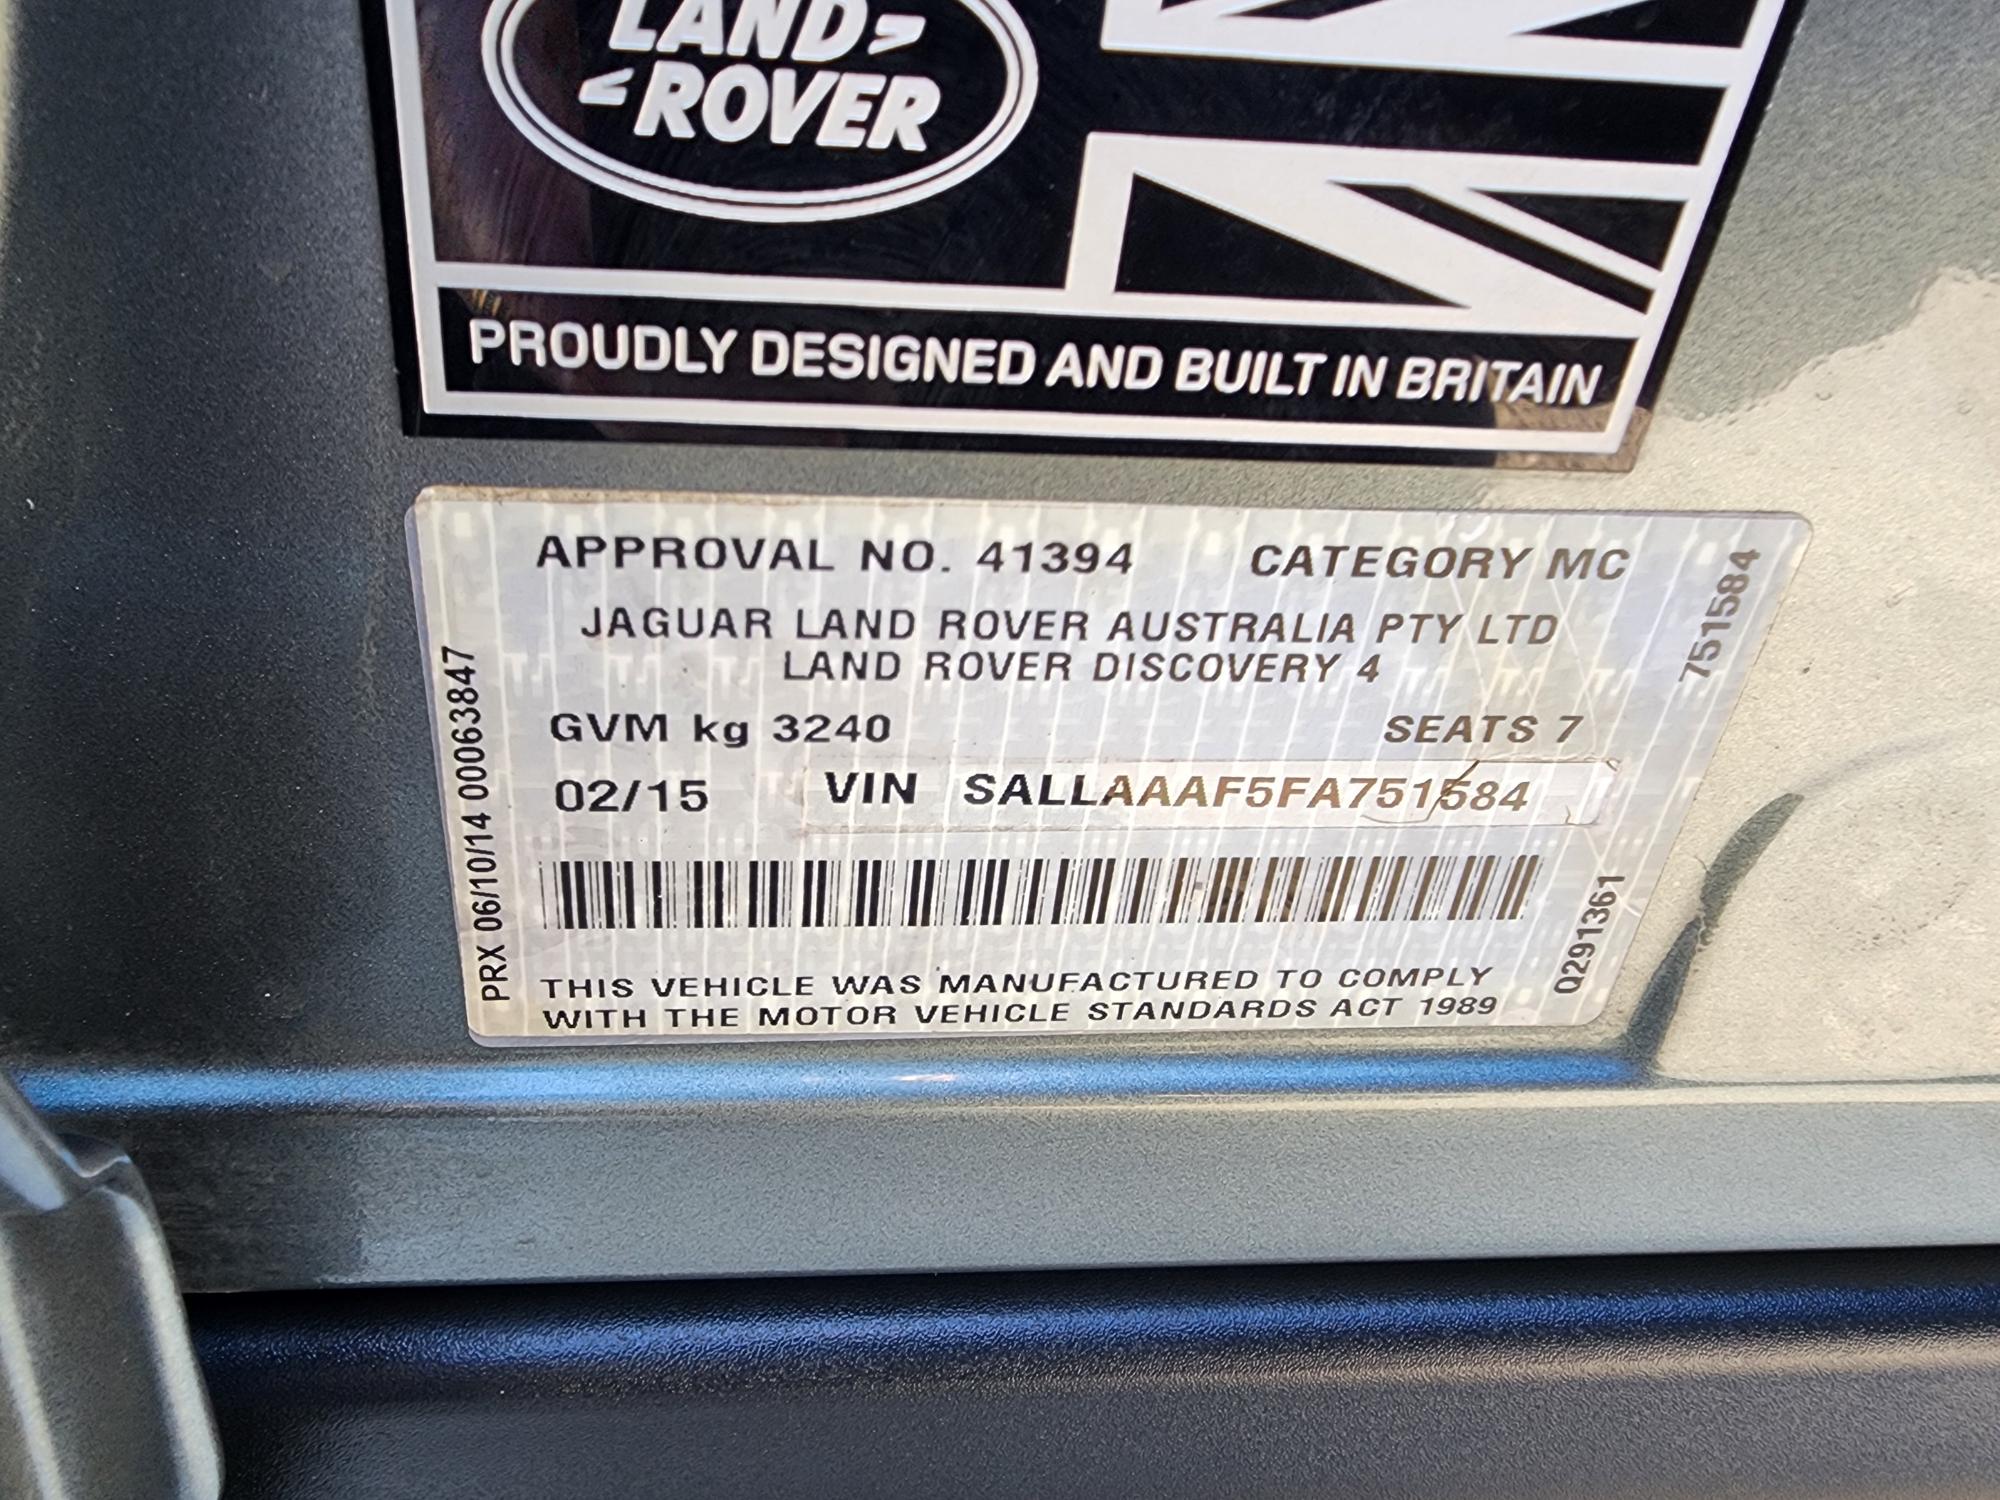 LAND
ROVER
PROUDLY DESIGNED AND BUILT IN BRITAIN
APPROVAL NO. 41394 CATEGORY MC
JAGUAR LAND ROVER AUSTRALIA PTY LTD
LAND ROVER DISCOVERY 4
GVM kg 3240 SEATS 7
02/15 VIN SALLAAAF5FA751584
THIS VEHICLE WAS MANUFACTURED TO COMPLY
WITH THE MOTOR VEHICLE STANDARDS ACT 1989
PRX 06/10/14 00063847
751584
Q291361